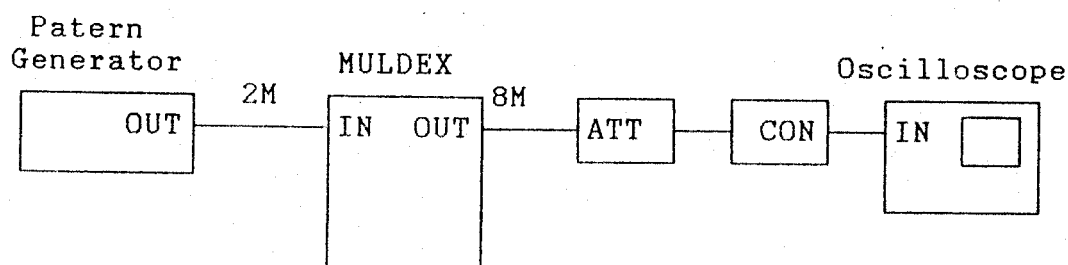 Patern
Generator
MULDEX
Oscilloscope
2M
8M
OUT
IN OUT
ATT
CON
IN